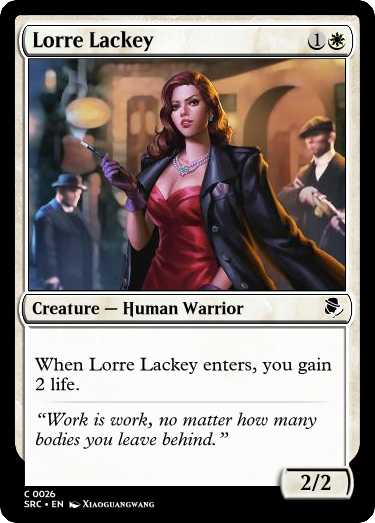 Lorre Lackey 1
Creature — Human Warrior
When Lorre Lackey enters, you gain
2 life.
“Work is work, no matter how many
bodies you leave behind.”
2/2
C 0026
SRC • EN XIAOGUANGWANG